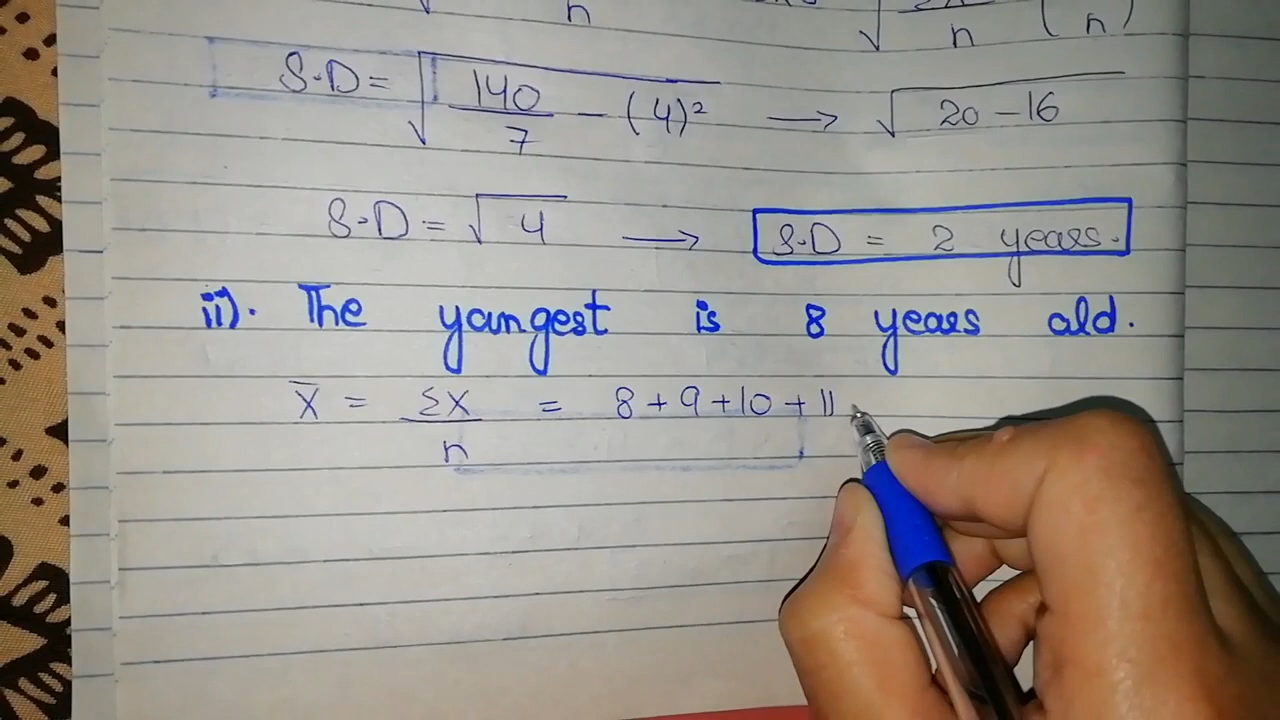 n √ n ( n )
S.D = √ 140/7 - (4)² → √ 20 - 16
S.D = √ 4 → S.D = 2 years.
ii). The yangest is 8 years ald.
X̄ = ΣX/n = 8 + 9 + 10 + 11